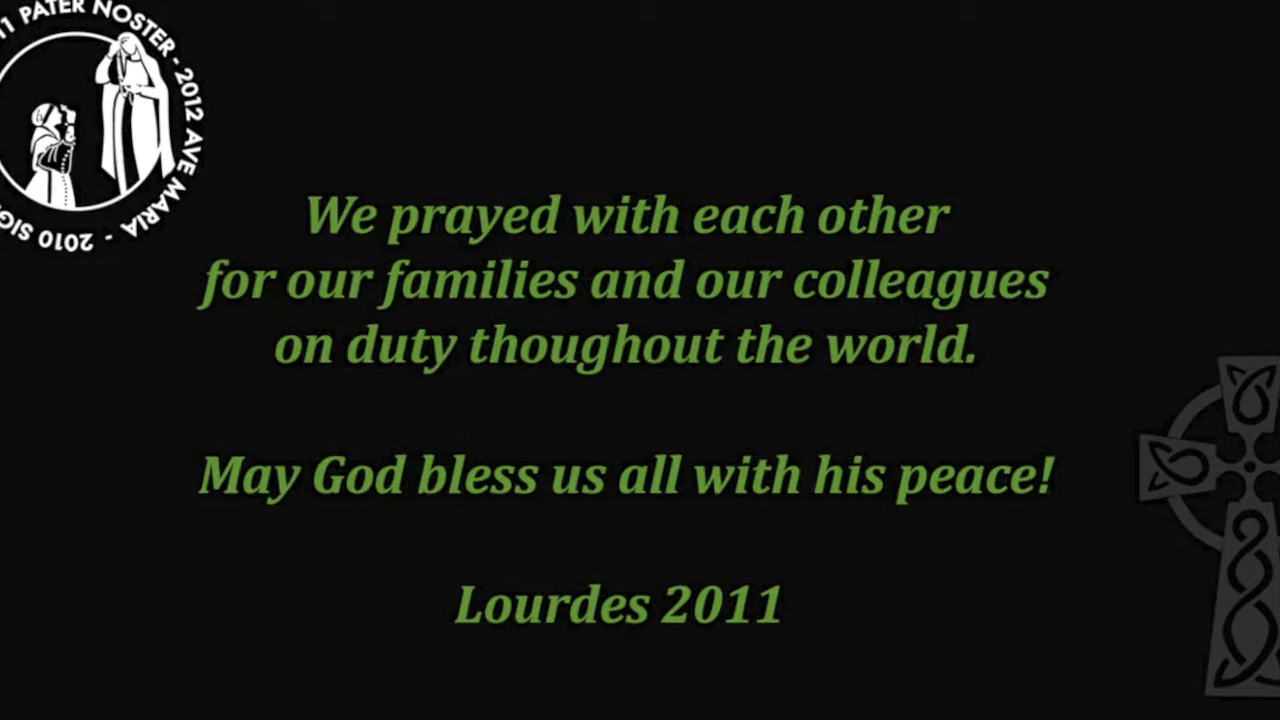 11 PATER NOSTER - 2012 AVE MARIA - 2010
We prayed with each other
for our families and our colleagues
on duty thoughout the world.
May God bless us all with his peace!
Lourdes 2011